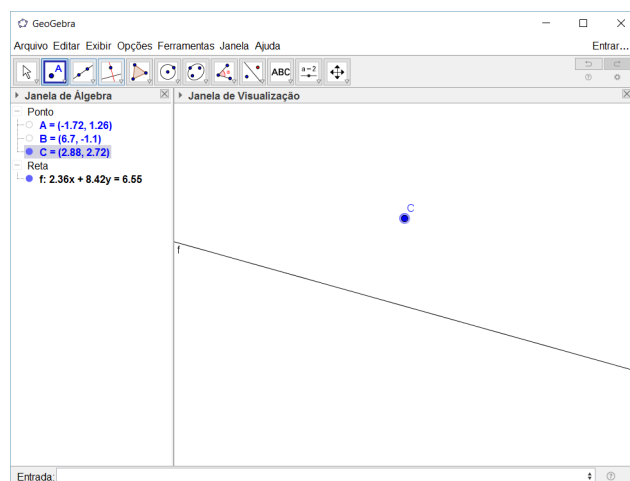 GeoGebra
Arquivo Editar Exibir Opções Ferramentas Janela Ajuda
Entrar...
A
ABC
a=2
Janela de Álgebra
Janela de Visualização
Ponto
A = (-1.72, 1.26)
B = (6.7, -1.1)
C = (2.88, 2.72)
Reta
f: 2.36x + 8.42y = 6.55
C
f
Entrada: